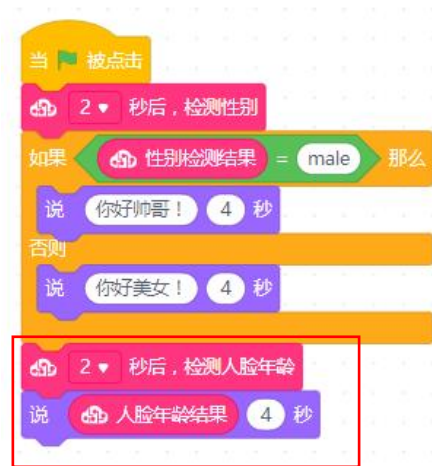 当 被点击
2 秒后，检测性别
如果 性别检测结果 = male 那么
说 你好帅哥！ 4 秒
否则
说 你好美女！ 4 秒
2 秒后，检测人脸年龄
说 人脸年龄结果 4 秒